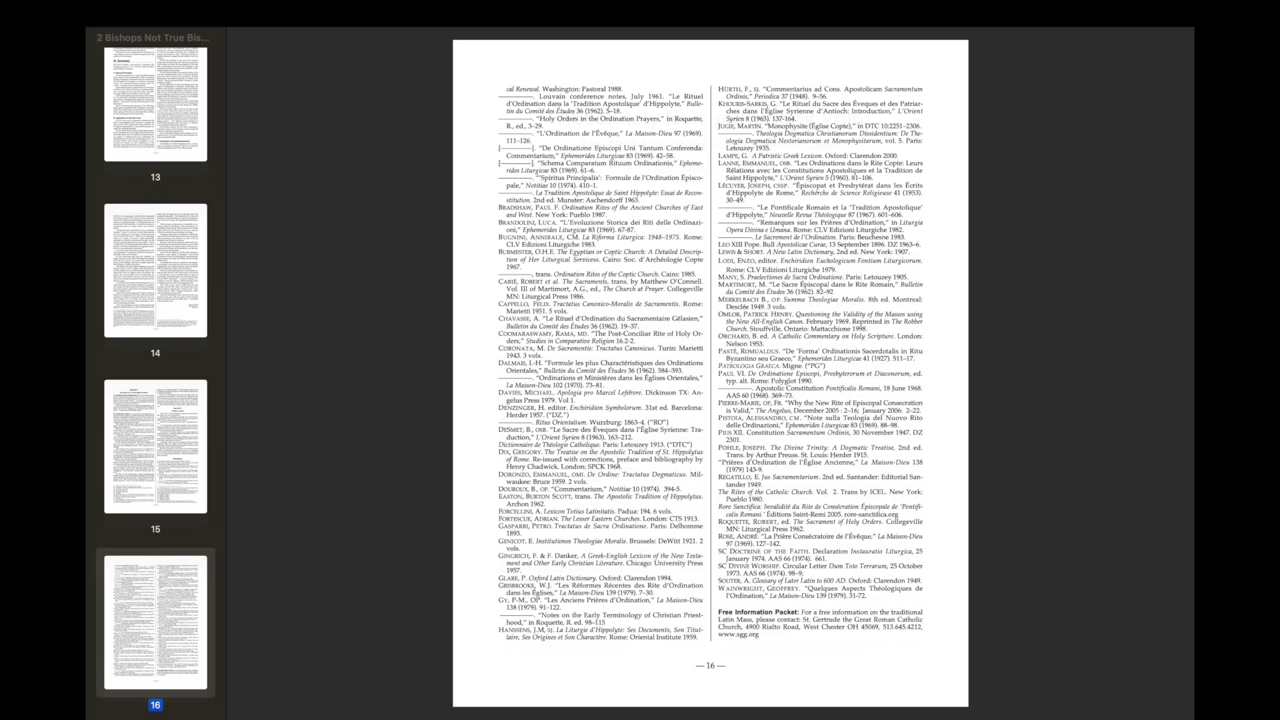 2 Bishops Not True Bis...
13
14
15
16
cal Renewal. Washington: Pastoral 1988.
————. Louvain conference notes, July 1961. “Le Rituel
d'Ordination dans la 'Tradition Apostolique' d'Hippolyte,” Bulle-
tin du Comité des Études 36 (1962). 5–18.
————. “Holy Orders in the Ordination Prayers,” in Roquette,
R., ed., 3–29.
————. “L'Ordination de l'Évêque,” La Maison-Dieu 97 (1969).
111–126.
[————]. “De Ordinatione Episcopi Uni Tantum Conferenda:
Commentarium,” Ephemerides Liturgicae 83 (1969). 42–58.
[————]. “Schema Comparatum Rituum Ordinationis,” Epheme-
rides Liturgicae 83 (1969). 61–6.
————. “'Spiritus Principalis': Formule de l'Ordination Épisco-
pale,” Notitiae 10 (1974). 410–1.
————. La Tradition Apostolique de Saint Hippolyte: Essai de Recon-
stitution. 2nd ed. Munster: Aschendorff 1963.
BRADSHAW, PAUL F. Ordination Rites of the Ancient Churches of East
and West. New York: Pueblo 1987.
BRANDOLINI, LUCA. “L'Evoluzione Storica dei Riti delle Ordinazi-
oni,” Ephemerides Liturgicae 83 (1969). 67-87.
BUGNINI, ANNIBALE, CM. La Riforma Liturgica: 1948–1975. Rome:
CLV Edizioni Liturgiche 1983.
BURMESTER, O.H.E. The Egyptian or Coptic Church: A Detailed Descrip-
tion of Her Liturgical Services. Cairo: Soc. d'Archéologie Copte
1967.
————, trans. Ordination Rites of the Coptic Church. Cairo: 1985.
CABIÉ, ROBERT et al. The Sacraments, trans. by Matthew O'Connell.
Vol. III of Martimort, A.G., ed., The Church at Prayer. Collegeville
MN: Liturgical Press 1986.
CAPPELLO, FELIX. Tractatus Canonico-Moralis de Sacramentis. Rome:
Marietti 1951. 5 vols.
CHAVASSE, A. “Le Rituel d'Ordination du Sacramentaire Gélasien,”
Bulletin du Comité des Études 36 (1962). 19–37.
COOMARASWAMY, RAMA, MD. “The Post-Conciliar Rite of Holy Or-
ders,” Studies in Comparative Religion 16.2-2.
CORONATA, M. De Sacramentis: Tractatus Canonicus. Turin: Marietti
1943. 3 vols.
DALMAIS, I.-H. “Formule les plus Charactéristiques des Ordinations
Orientales,” Bulletin du Comité des Études 36 (1962). 384–393.
————. “Ordinations et Ministères dans les Églises Orientales,”
La Maison-Dieu 102 (1970). 73–81.
DAVIES, MICHAEL. Apologia pro Marcel Lefebvre. Dickinson TX: An-
gelus Press 1979. Vol 1.
DENZINGER, H. editor. Enchiridion Symbolorum. 31st ed. Barcelona:
Herder 1957. (“DZ.”)
————. Ritus Orientalium. Wurzburg: 1863–4. (“RO”)
DESMET, B., OSB. “Le Sacre des Évêques dans l'Église Syrienne: Tra-
duction,” L'Orient Syrien 8 (1963). 163–212.
Dictionnaire de Théologie Catholique. Paris: Letouzey 1913. (“DTC”)
DIX, GREGORY. The Treatise on the Apostolic Tradition of St. Hippolytus
of Rome. Re-issued with corrections, preface and bibliography by
Henry Chadwick. London: SPCK 1968.
DORONZO, EMMANUEL, OMI. De Ordine: Tractatus Dogmaticus. Mil-
waukee: Bruce 1959. 2 vols.
DOUROUX, B., OP. “Commentarium,” Notitiae 10 (1974). 394-5.
EASTON, BURTON SCOTT, trans. The Apostolic Tradition of Hippolytus.
Archon 1962.
FORCELLINI, A. Lexicon Totius Latinitatis. Padua: 194. 6 vols.
FORTESCUE, ADRIAN. The Lesser Eastern Churches. London: CTS 1913.
GASPARRI, PETRO. Tractatus de Sacra Ordinatione. Paris: Delhomme
1893.
GENICOT, E. Institutiones Theologiae Moralis. Brussels: DeWitt 1921. 2
vols.
GINGRICH, F. & F. Danker, A Greek-English Lexicon of the New Testa-
ment and Other Early Christian Literature. Chicago: University Press
1957.
GLARE, P. Oxford Latin Dictionary. Oxford: Clarendon 1994.
GRISBROOKE, W.J. “Les Réformes Récentes des Rite d'Ordination
dans les Églises,” La Maison-Dieu 139 (1979). 7–30.
GY, P-M., OP. “Les Anciens Prières d'Ordination,” La Maison-Dieu
138 (1979). 91–122.
————. “Notes on the Early Terminology of Christian Priest-
hood,” in Roquette, R. ed. 98–115
HANSSENS, J.M, SJ. La Liturgie d'Hippolyte: Ses Documents, Son Titul-
laire, Ses Origines et Son Charactère. Rome: Oriental Institute 1959.
HÜRTH, F., SJ. “Commentarius ad Cons. Apostolicam Sacramentum
Ordinis,” Periodica 37 (1948). 9–56.
KHOURIS-SARKIS, G. “Le Rituel du Sacre des Évêques et des Patriar-
ches dans l'Église Syrienne d'Antioch: Introduction,” L'Orient
Syrien 8 (1963). 137-164.
JUGIE, MARTIN. “Monophysite (Église Copte),” in DTC 10:2251–2306.
————. Theologia Dogmatica Christianorum Dissidentium: De The-
ologia Dogmatica Nestorianum et Monophysitarum, vol. 5. Paris:
Letouzey 1935.
LAMPE, G. A Patristic Greek Lexicon. Oxford: Clarendon 2000.
LANNE, EMMANUEL, OSB. “Les Ordinations dans le Rite Copte: Leurs
Rélations avec les Constitutions Apostoliques et la Tradition de
Saint Hippolyte,” L'Orient Syrien 5 (1960). 81–106.
LÉCUYER, JOSEPH, CSSP. “Épiscopat et Presbytérat dans les Écrits
d'Hippolyte de Rome,” Recherche de Science Religieuse 41 (1953).
30-49.
————. “Le Pontificale Romain et la 'Tradition Apostolique'
d'Hippolyte,” Nouvelle Revue Théologique 87 (1967). 601–606.
————. “Remarques sur les Prières d'Ordination,” in Liturgia
Opera Divina e Umana. Rome: CLV Edizioni Liturgiche 1982.
————. Le Sacrement de l'Ordination. Paris: Beuchesne 1983.
LEO XIII Pope. Bull Apostolicae Curae, 13 September 1896. DZ 1963–6.
LEWIS & SHORT. A New Latin Dictionary, 2nd ed. New York: 1907.
LODI, ENZO, editor. Enchiridion Euchologicum Fontium Liturgicorum.
Rome: CLV Edizioni Liturgiche 1979.
MANY, S. Praelectiones de Sacra Ordinatione. Paris: Letouzey 1905.
MARTIMORT, M. “Le Sacre Épiscopal dans le Rite Romain,” Bulletin
du Comité des Études 36 (1962). 82–92
MERKELBACH B., OP. Summa Theologiae Moralis. 8th ed. Montreal:
Desclée 1949. 3 vols.
OMLOR, PATRICK HENRY. Questioning the Validity of the Masses using
the New All-English Canon. February 1969. Reprinted in The Robber
Church. Stouffville, Ontario: Mattacchione 1998.
ORCHARD, B. ed. A Catholic Commentary on Holy Scripture. London:
Nelson 1953.
PASTÉ, ROMUALDUS. “De 'Forma' Ordinationis Sacerdotalis in Ritu
Byzantino seu Graeco,” Ephemerides Liturgicae 41 (1927). 511–17.
PATROLOGIA GRAECA. Migne. (“PG”)
PAUL VI. De Ordinatione Episcopi, Presbyterorum et Diaconorum, ed.
typ. alt. Rome: Polyglot 1990.
————. Apostolic Constitution Pontificalis Romani, 18 June 1968.
AAS 60 (1968). 369–73.
PIERRE-MARIE, OP, FR. “Why the New Rite of Episcopal Consecration
is Valid,” The Angelus, December 2005 : 2–16; January 2006: 2–22.
PISTOIA, ALESSANDRO, CM. “Note sulla Teologia del Nuovo Rito
delle Ordinazioni,” Ephemerides Liturgicae 83 (1969). 88–98.
PIUS XII. Constitution Sacramentum Ordinis, 30 November 1947. DZ
2301.
POHLE, JOSEPH. The Divine Trinity: A Dogmatic Treatise, 2nd ed.
Trans. by Arthur Preuss. St. Louis: Herder 1915.
“Prières d'Ordination de l'Église Ancienne,” La Maison-Dieu 138
(1979) 143-9.
REGATILLO, E. Jus Sacramentarium. 2nd ed. Santander: Editorial San-
tander 1949.
The Rites of the Catholic Church. Vol. 2. Trans by ICEL. New York:
Pueblo 1980.
Rore Sanctifica: Invalidité du Rite de Consécration Épiscopale de 'Pontifi-
calis Romani.' Éditions Saint-Remi 2005. rore-sanctifica.org
ROQUETTE, ROBERT, ed. The Sacrament of Holy Orders. Collegeville
MN: Liturgical Press 1962.
ROSE, ANDRÉ. “La Prière Consécratoire de l'Évêque,” La Maison-Dieu
97 (1969). 127–142.
SC DOCTRINE OF THE FAITH. Declaration Instauratio Liturgica, 25
January 1974. AAS 66 (1974). 661.
SC DIVINE WORSHIP. Circular Letter Dum Toto Terrarum, 25 October
1973. AAS 66 (1974). 98–9;
SOUTER, A. Glossary of Later Latin to 600 AD. Oxford: Clarendon 1949.
WAINWRIGHT, GEOFFREY. “Quelques Aspects Théologiques de
l'Ordination,” La Maison-Dieu 139 (1979). 31-72.
Free Information Packet: For a free information on the traditional
Latin Mass, please contact: St. Gertrude the Great Roman Catholic
Church, 4900 Rialto Road, West Chester OH 45069, 513.645.4212,
www.sgg.org
— 16 —